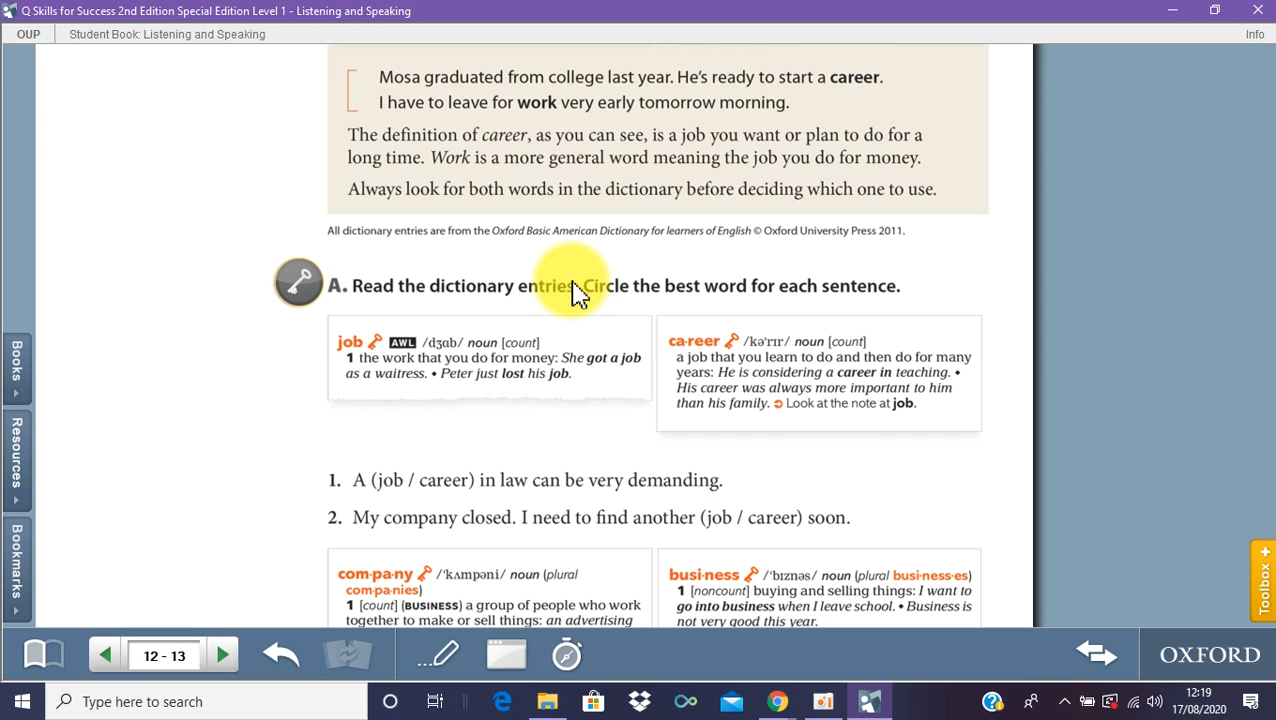 Q Skills for Success 2nd Edition Special Edition Level 1 - Listening and Speaking
OUP Student Book: Listening and Speaking Info
Mosa graduated from college last year. He's ready to start a career.
I have to leave for work very early tomorrow morning.
The definition of career, as you can see, is a job you want or plan to do for a
long time. Work is a more general word meaning the job you do for money.
Always look for both words in the dictionary before deciding which one to use.
All dictionary entries are from the Oxford Basic American Dictionary for learners of English © Oxford University Press 2011.
A. Read the dictionary entries. Circle the best word for each sentence.
job AWL /dʒɑb/ noun [count]
1 the work that you do for money: She got a job
as a waitress. • Peter just lost his job.
ca·reer /kəˈrɪr/ noun [count]
a job that you learn to do and then do for many
years: He is considering a career in teaching. •
His career was always more important to him
than his family. Look at the note at job.
1. A (job / career) in law can be very demanding.
2. My company closed. I need to find another (job / career) soon.
com·pa·ny /ˈkʌmpəni/ noun (plural
com·pa·nies)
1 [count] (BUSINESS) a group of people who work
together to make or sell things: an advertising
busi·ness /ˈbɪznəs/ noun (plural busi·ness·es)
1 [noncount] buying and selling things: I want to
go into business when I leave school. • Business is
not very good this year.
Books
Resources
Bookmarks
Toolbox
12 - 13
OXFORD
Type here to search
12:19
17/08/2020